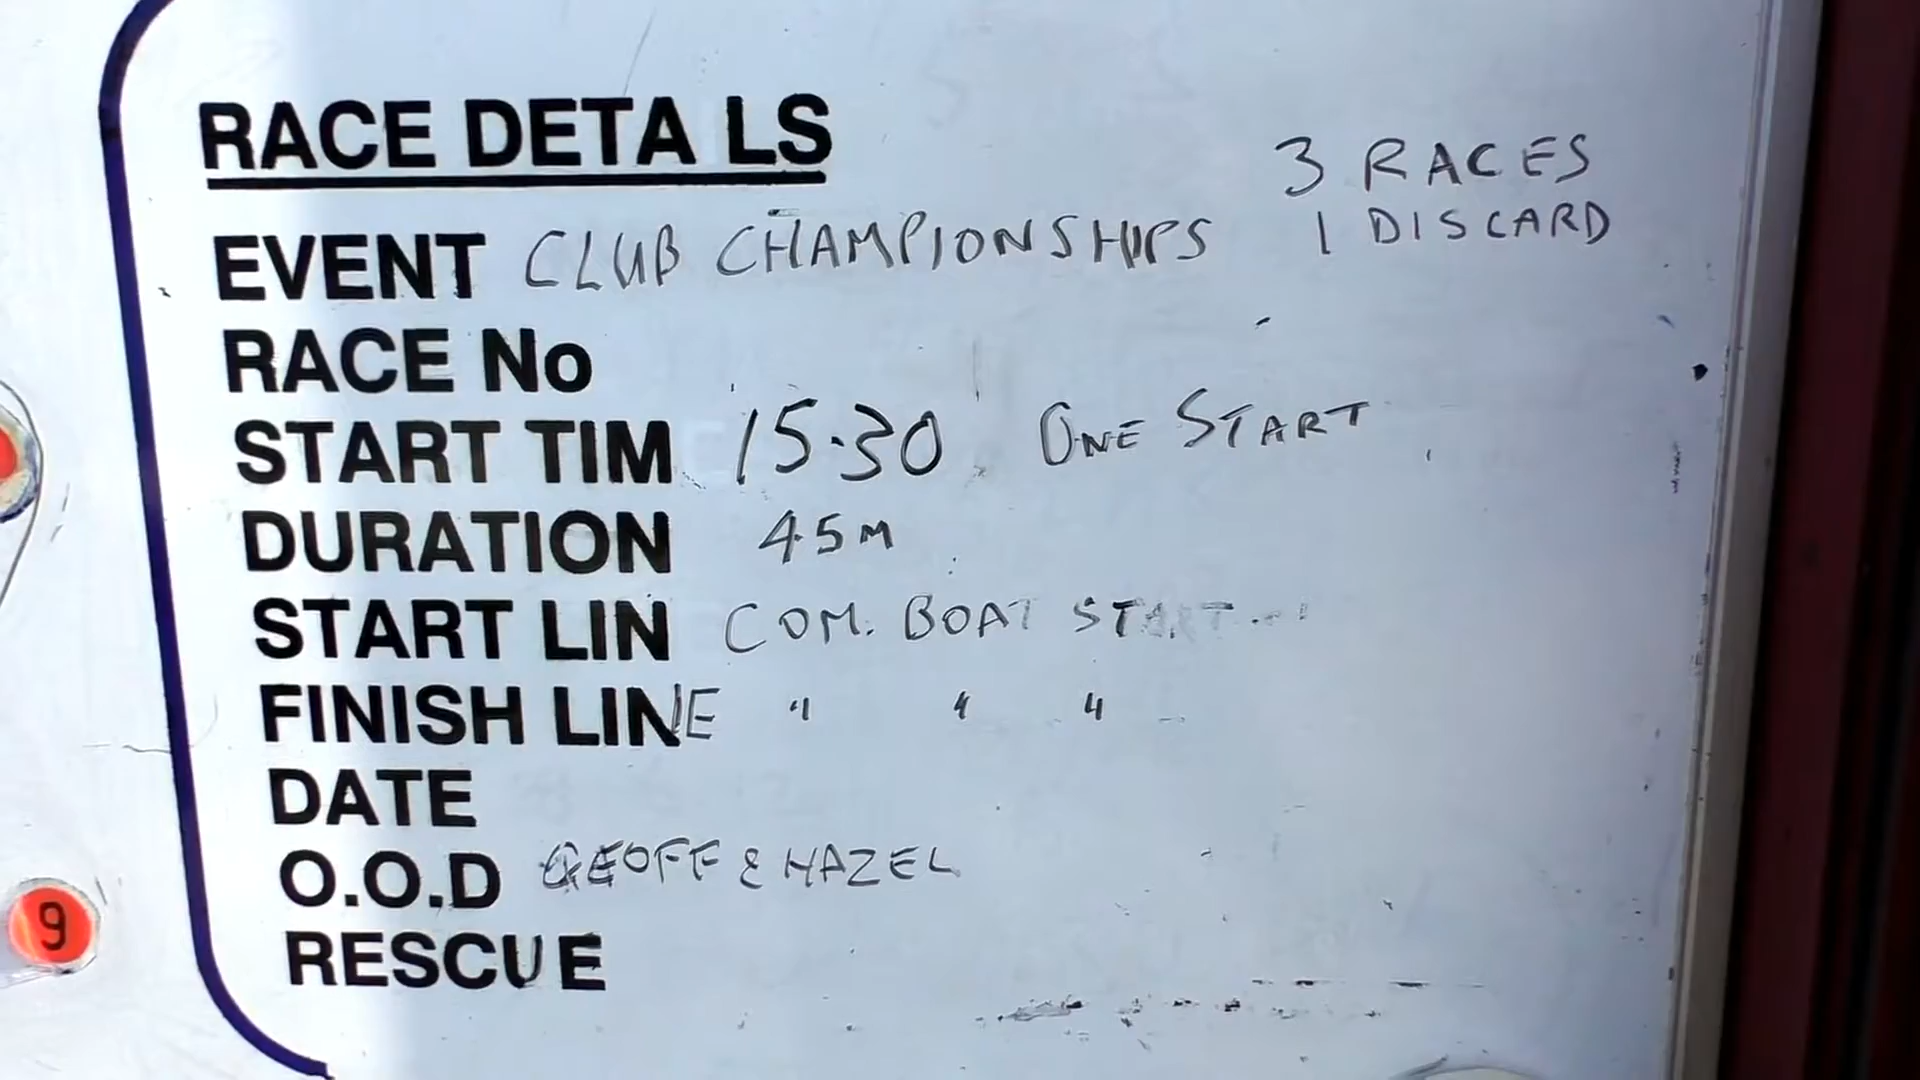 RACE DETA LS
3 RACES
1 DISCARD
EVENT CLUB CHAMPIONSHIPS
RACE No
START TIM 15.30 ONE START
DURATION 45M
START LIN COM. BOAT START
FINISH LINE " " "
DATE
O.O.D GEOFF & HAZEL
RESCUE
9